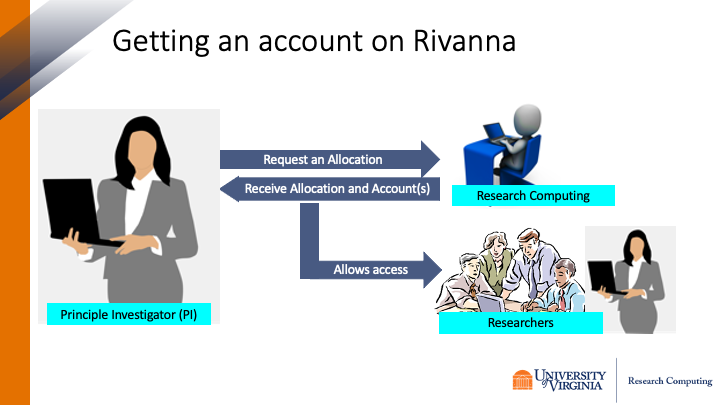 Getting an account on Rivanna
Request an Allocation
Receive Allocation and Account(s)
Research Computing
Allows access
Principle Investigator (PI)
Researchers
UNIVERSITY
of VIRGINIA
Research Computing